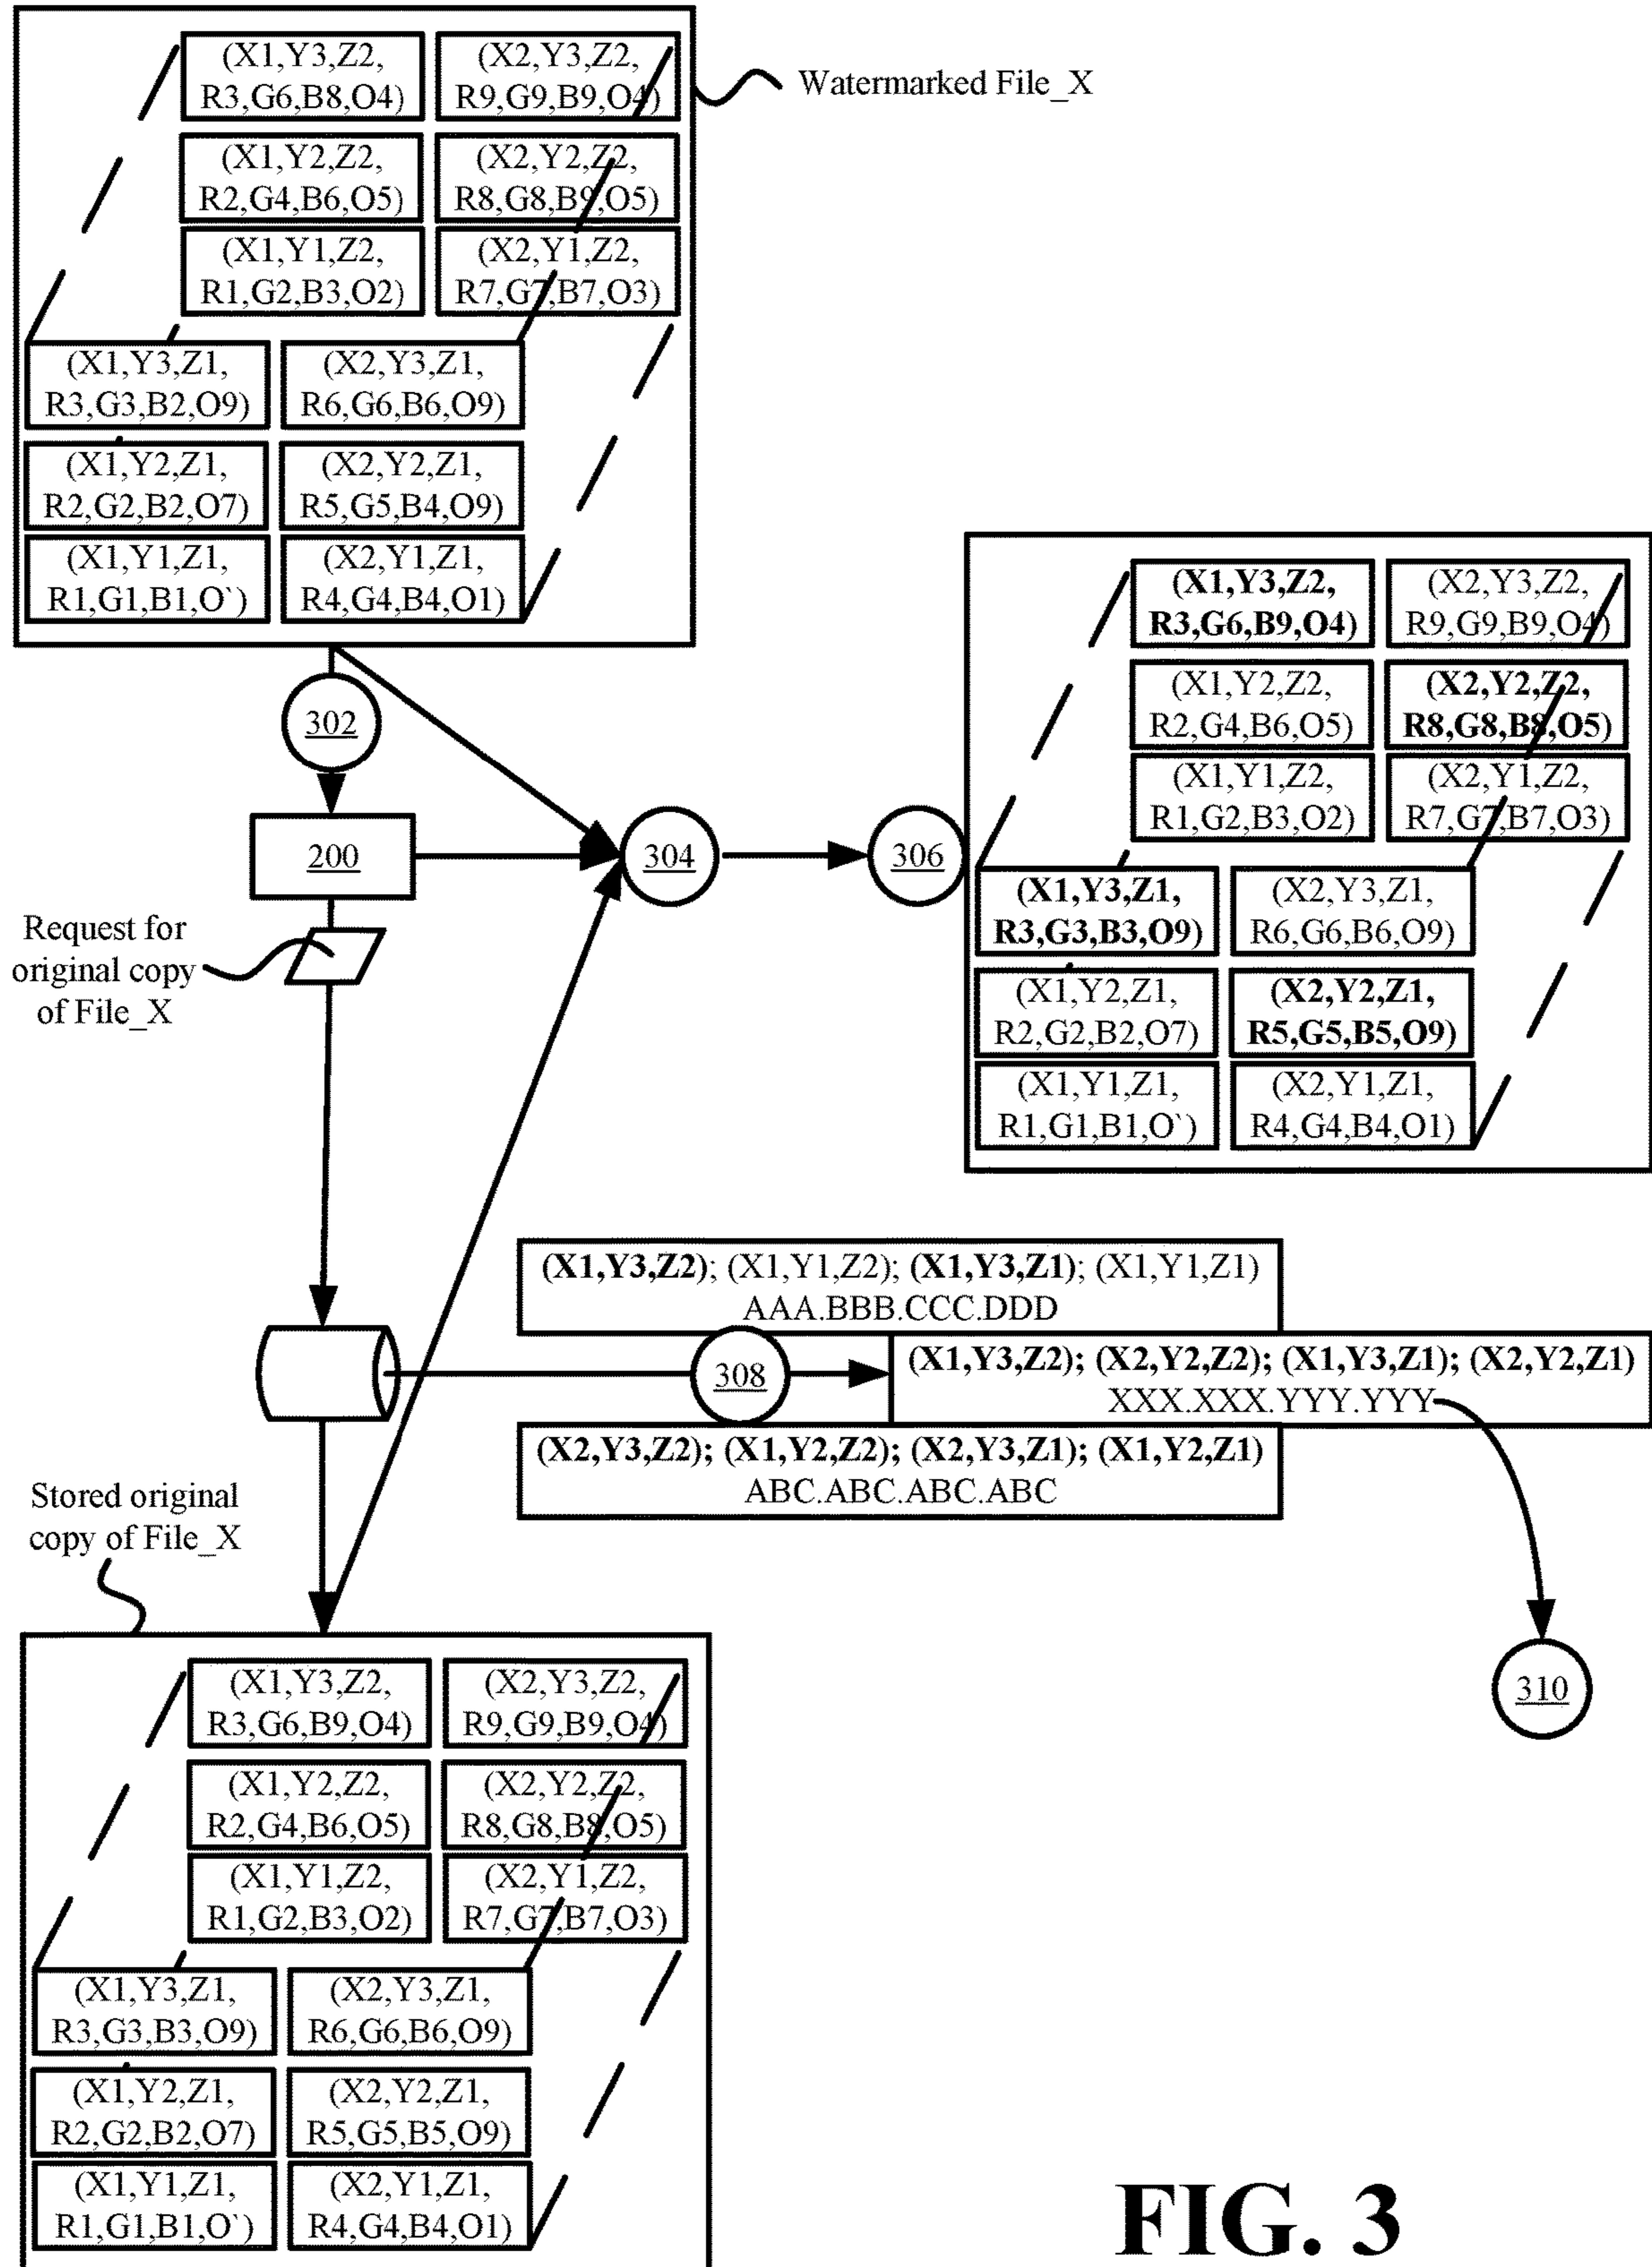 (X1,Y3,Z2,
R3,G6,B8,O4)
(X2,Y3,Z2,
R9,G9,B9,O4)
Watermarked File_X
(X1,Y2,Z2,
R2,G4,B6,O5)
(X2,Y2,Z2,
R8,G8,B9,O5)
(X1,Y1,Z2,
R1,G2,B3,O2)
(X2,Y1,Z2,
R7,G7,B7,O3)
(X1,Y3,Z1,
R3,G3,B2,O9)
(X2,Y3,Z1,
R6,G6,B6,O9)
(X1,Y2,Z1,
R2,G2,B2,O7)
(X2,Y2,Z1,
R5,G5,B4,O9)
(X1,Y1,Z1,
R1,G1,B1,O`)
(X2,Y1,Z1,
R4,G4,B4,O1)
302
200
304
306
Request for
original copy
of File_X
(X1,Y3,Z2,
R3,G6,B9,O4)
(X2,Y3,Z2,
R9,G9,B9,O4)
(X1,Y2,Z2,
R2,G4,B6,O5)
(X2,Y2,Z2,
R8,G8,B8,O5)
(X1,Y1,Z2,
R1,G2,B3,O2)
(X2,Y1,Z2,
R7,G7,B7,O3)
(X1,Y3,Z1,
R3,G3,B3,O9)
(X2,Y3,Z1,
R6,G6,B6,O9)
(X1,Y2,Z1,
R2,G2,B2,O7)
(X2,Y2,Z1,
R5,G5,B5,O9)
(X1,Y1,Z1,
R1,G1,B1,O`)
(X2,Y1,Z1,
R4,G4,B4,O1)
(X1,Y3,Z2); (X1,Y1,Z2); (X1,Y3,Z1); (X1,Y1,Z1)
AAA.BBB.CCC.DDD
308
(X1,Y3,Z2); (X2,Y2,Z2); (X1,Y3,Z1); (X2,Y2,Z1)
XXX.XXX.YYY.YYY
(X2,Y3,Z2); (X1,Y2,Z2); (X2,Y3,Z1); (X1,Y2,Z1)
ABC.ABC.ABC.ABC
310
Stored original
copy of File_X
(X1,Y3,Z2,
R3,G6,B9,O4)
(X2,Y3,Z2,
R9,G9,B9,O4)
(X1,Y2,Z2,
R2,G4,B6,O5)
(X2,Y2,Z2,
R8,G8,B8,O5)
(X1,Y1,Z2,
R1,G2,B3,O2)
(X2,Y1,Z2,
R7,G7,B7,O3)
(X1,Y3,Z1,
R3,G3,B3,O9)
(X2,Y3,Z1,
R6,G6,B6,O9)
(X1,Y2,Z1,
R2,G2,B2,O7)
(X2,Y2,Z1,
R5,G5,B5,O9)
(X1,Y1,Z1,
R1,G1,B1,O`)
(X2,Y1,Z1,
R4,G4,B4,O1)
FIG. 3